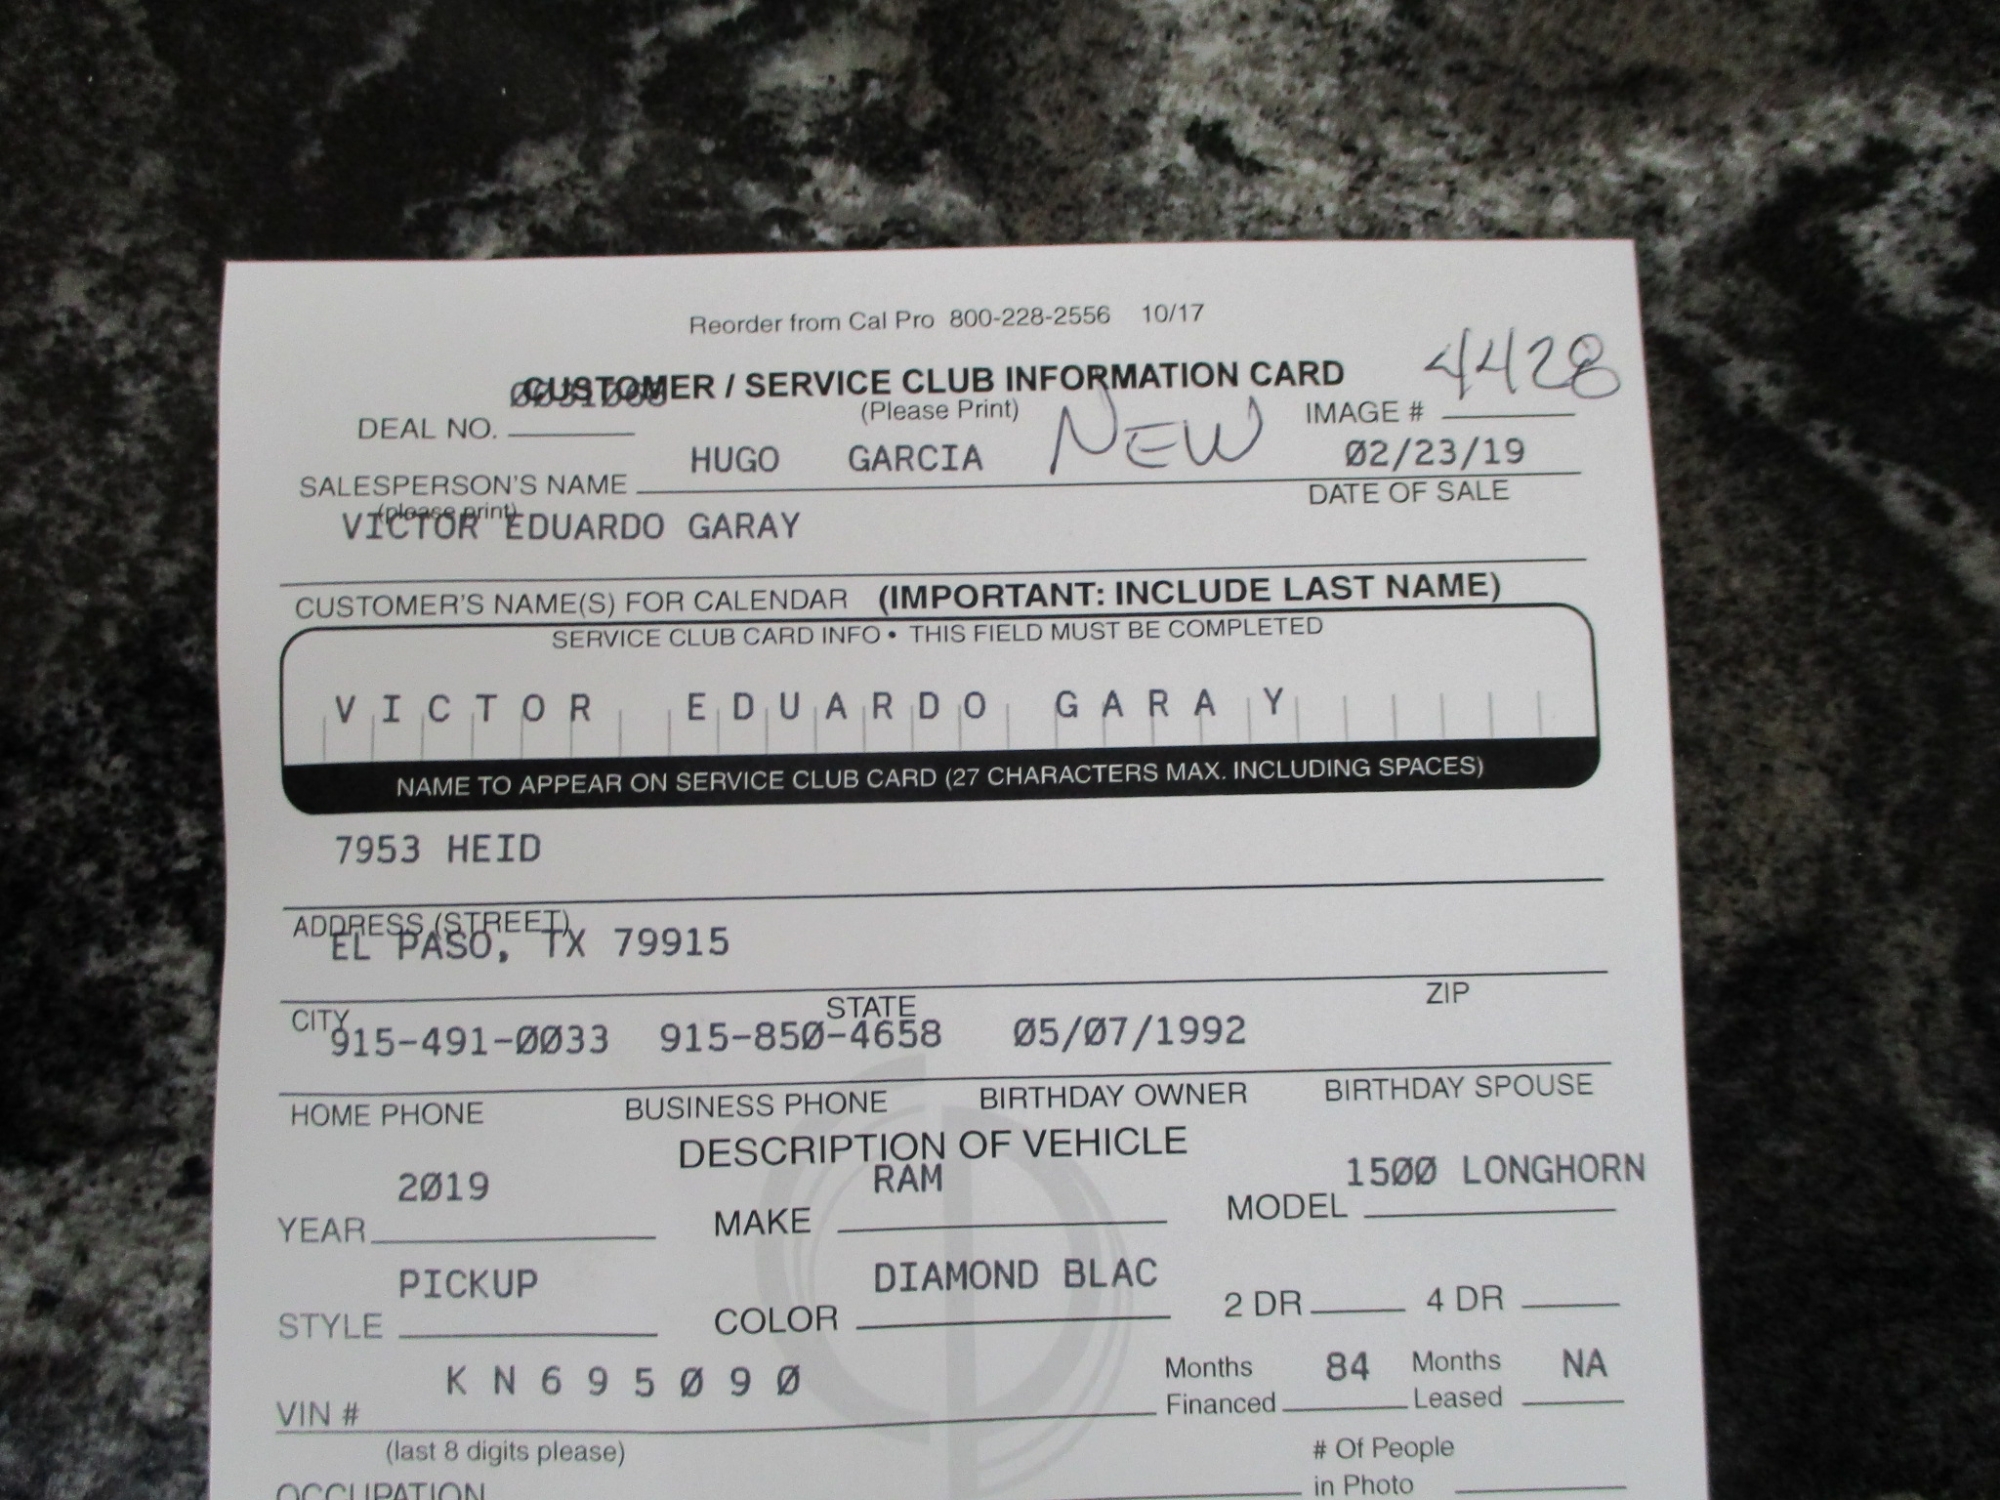 Reorder from Cal Pro 800-228-2556 10/17
CUSTOMER / SERVICE CLUB INFORMATION CARD
(Please Print)
4428
DEAL NO.
NEW
IMAGE #
HUGO GARCIA
02/23/19
SALESPERSON'S NAME
DATE OF SALE
(please print)
VICTOR EDUARDO GARAY
CUSTOMER'S NAME(S) FOR CALENDAR (IMPORTANT: INCLUDE LAST NAME)
SERVICE CLUB CARD INFO • THIS FIELD MUST BE COMPLETED
VICTOR EDUARDO GARAY
NAME TO APPEAR ON SERVICE CLUB CARD (27 CHARACTERS MAX. INCLUDING SPACES)
7953 HEID
ADDRESS (STREET)
EL PASO, TX 79915
CITY STATE ZIP
915-491-0033 915-850-4658 05/07/1992
HOME PHONE BUSINESS PHONE BIRTHDAY OWNER BIRTHDAY SPOUSE
DESCRIPTION OF VEHICLE
2019 RAM 1500 LONGHORN
YEAR MAKE MODEL
PICKUP DIAMOND BLAC
STYLE COLOR 2 DR 4 DR
KN695090
Months Financed 84 Months Leased NA
VIN #
(last 8 digits please)
# Of People in Photo
OCCUPATION